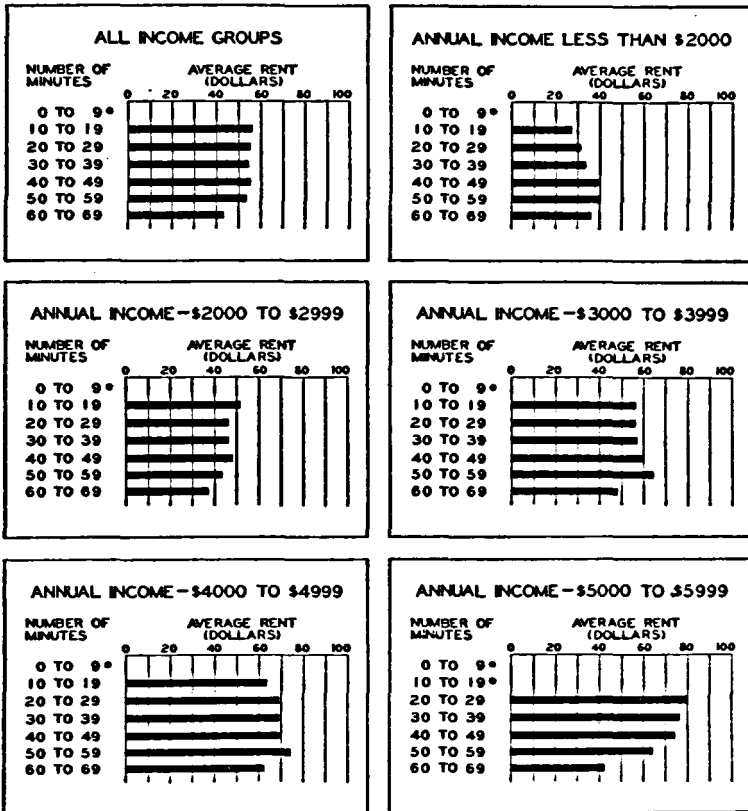 ALL INCOME GROUPS
NUMBER OF MINUTES AVERAGE RENT (DOLLARS)
0 20 40 60 80 100
0 TO 9*
10 TO 19
20 TO 29
30 TO 39
40 TO 49
50 TO 59
60 TO 69
ANNUAL INCOME LESS THAN $2000
NUMBER OF MINUTES AVERAGE RENT (DOLLARS)
0 20 40 60 80 100
0 TO 9*
10 TO 19
20 TO 29
30 TO 39
40 TO 49
50 TO 59
60 TO 69
ANNUAL INCOME-$2000 TO $2999
NUMBER OF MINUTES AVERAGE RENT (DOLLARS)
0 20 40 60 80 100
0 TO 9*
10 TO 19
20 TO 29
30 TO 39
40 TO 49
50 TO 59
60 TO 69
ANNUAL INCOME-$3000 TO $3999
NUMBER OF MINUTES AVERAGE RENT (DOLLARS)
0 20 40 60 80 100
0 TO 9*
10 TO 19
20 TO 29
30 TO 39
40 TO 49
50 TO 59
60 TO 69
ANNUAL INCOME-$4000 TO $4999
NUMBER OF MINUTES AVERAGE RENT (DOLLARS)
0 20 40 60 80 100
0 TO 9*
10 TO 19
20 TO 29
30 TO 39
40 TO 49
50 TO 59
60 TO 69
ANNUAL INCOME-$5000 TO $5999
NUMBER OF MINUTES AVERAGE RENT (DOLLARS)
0 20 40 60 80 100
0 TO 9*
10 TO 19*
20 TO 29
30 TO 39
40 TO 49
50 TO 59
60 TO 69